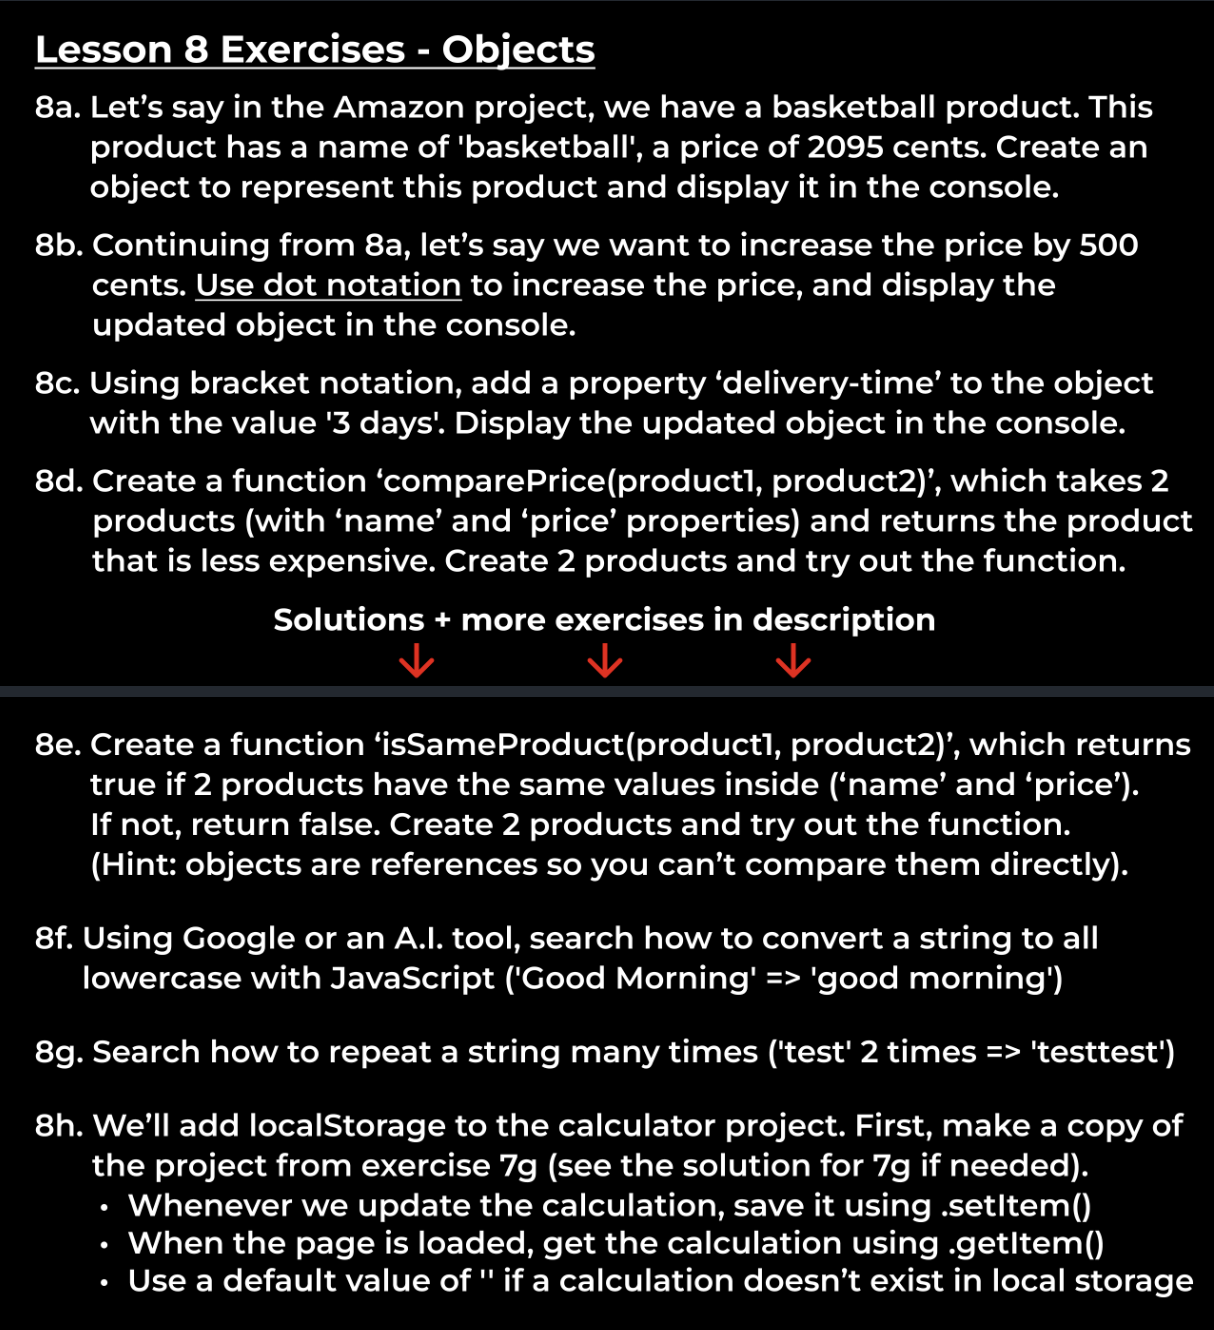 Lesson 8 Exercises - Objects
8a. Let’s say in the Amazon project, we have a basketball product. This
product has a name of 'basketball', a price of 2095 cents. Create an
object to represent this product and display it in the console.
8b. Continuing from 8a, let’s say we want to increase the price by 500
cents. Use dot notation to increase the price, and display the
updated object in the console.
8c. Using bracket notation, add a property ‘delivery-time’ to the object
with the value '3 days'. Display the updated object in the console.
8d. Create a function ‘comparePrice(product1, product2)’, which takes 2
products (with ‘name’ and ‘price’ properties) and returns the product
that is less expensive. Create 2 products and try out the function.
Solutions + more exercises in description
8e. Create a function ‘isSameProduct(product1, product2)’, which returns
true if 2 products have the same values inside (‘name’ and ‘price’).
If not, return false. Create 2 products and try out the function.
(Hint: objects are references so you can’t compare them directly).
8f. Using Google or an A.I. tool, search how to convert a string to all
lowercase with JavaScript ('Good Morning' => 'good morning')
8g. Search how to repeat a string many times ('test' 2 times => 'testtest')
8h. We’ll add localStorage to the calculator project. First, make a copy of
the project from exercise 7g (see the solution for 7g if needed).
• Whenever we update the calculation, save it using .setItem()
• When the page is loaded, get the calculation using .getItem()
• Use a default value of '' if a calculation doesn’t exist in local storage